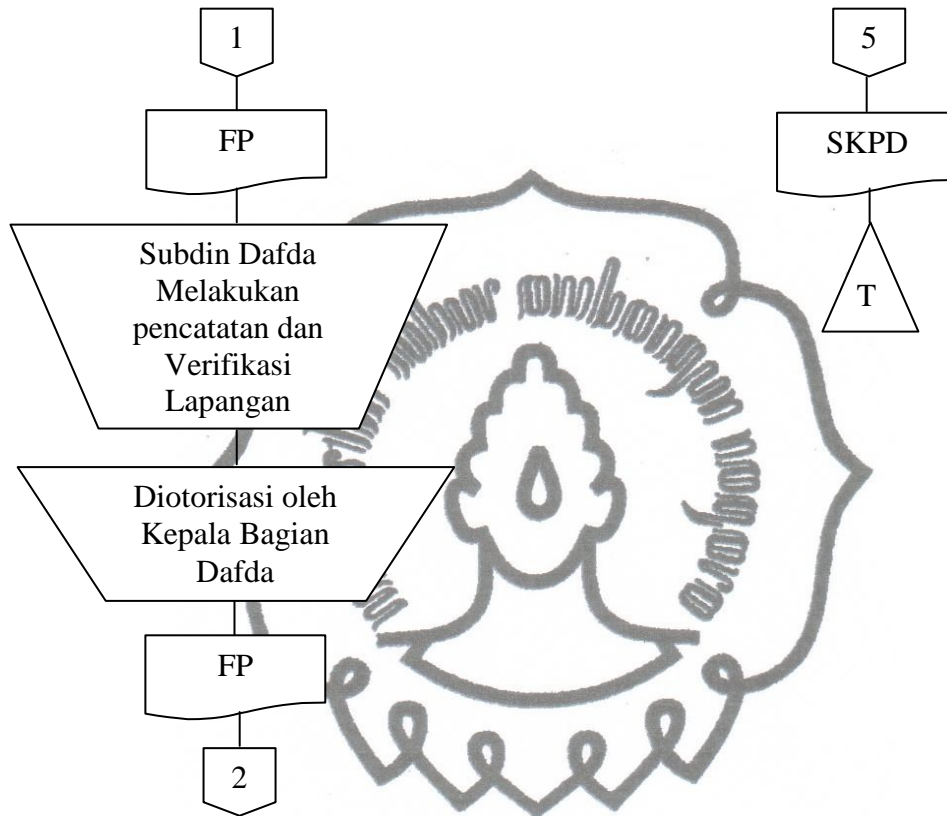 1
FP
Subdin Dafda
Melakukan
pencatatan dan
Verifikasi
Lapangan
Diotorisasi oleh
Kepala Bagian
Dafda
FP
2
5
SKPD
T